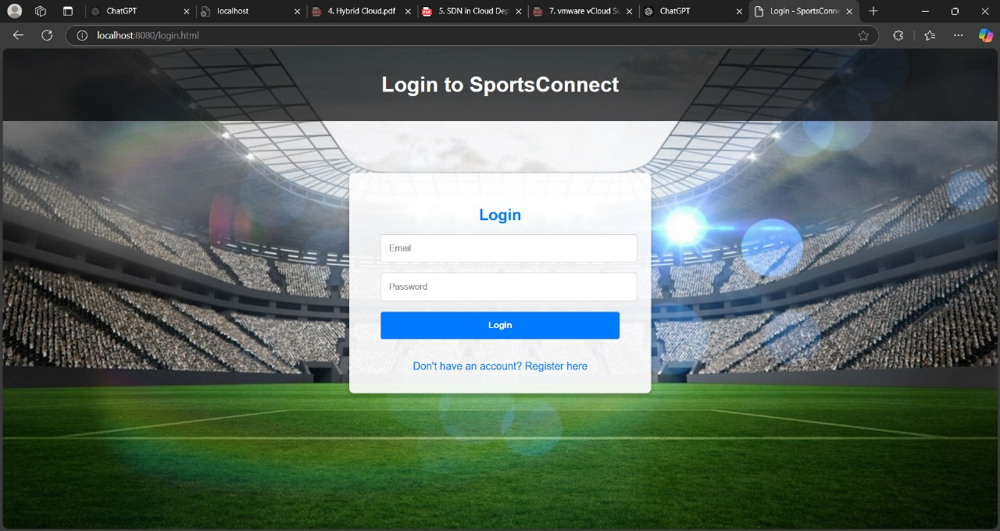 ChatGPT
localhost
4. Hybrid Cloud.pdf
5. SDN in Cloud Dep
7. vmware vCloud Su
ChatGPT
Login - SportsConne
localhost:8080/login.html
Login to SportsConnect
Login
Email
Password
Login
Don't have an account? Register here